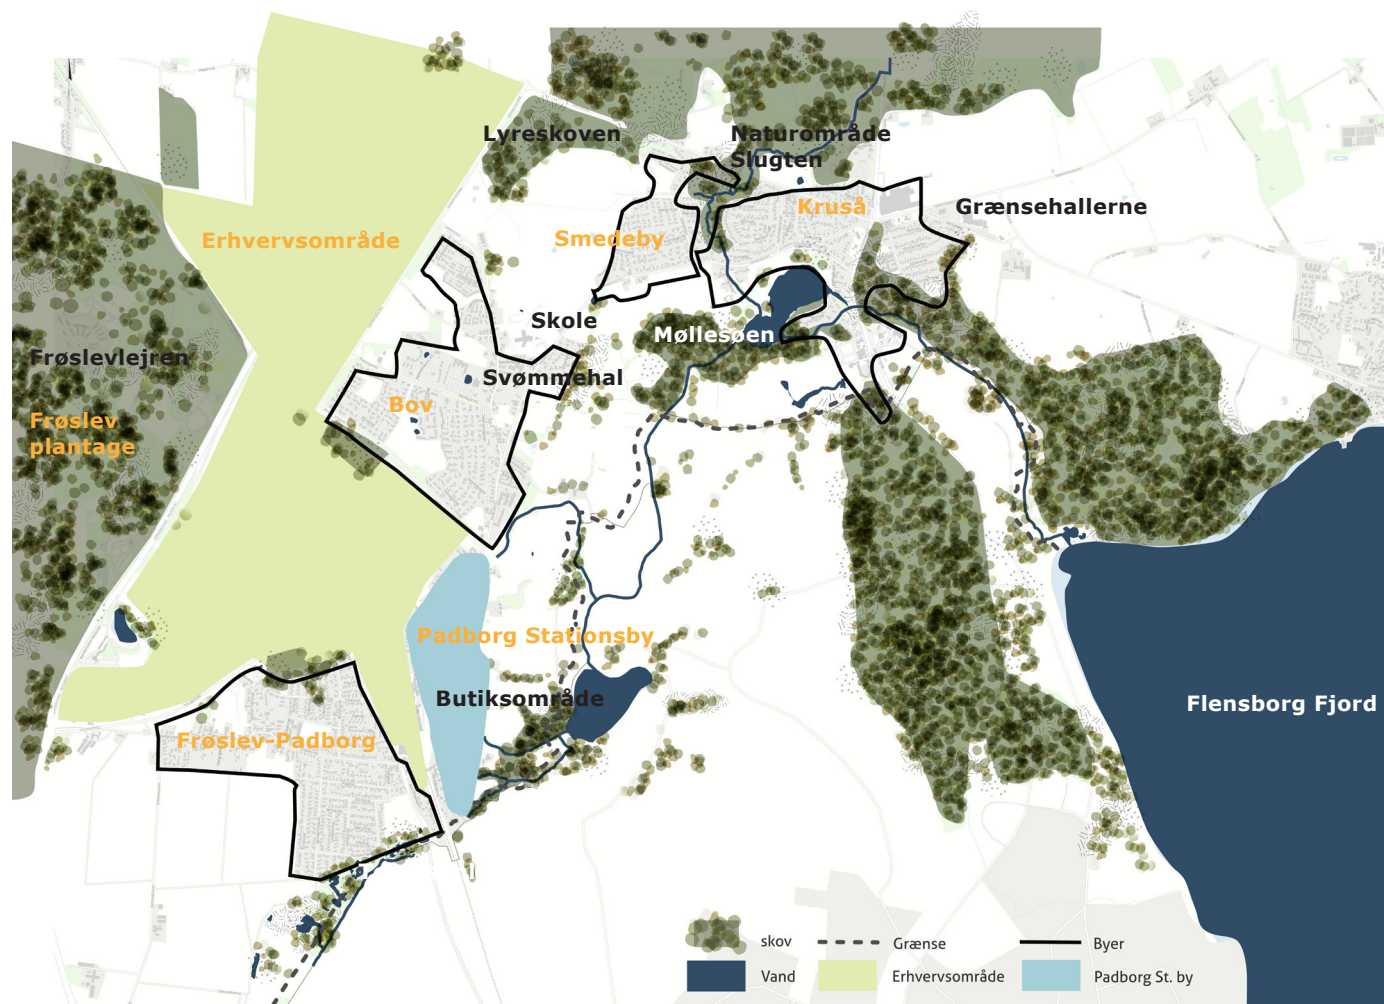 Lyreskoven
Naturområde
Slugten
Kruså
Grænsehallerne
Erhvervsområde
Smedeby
Skole
Møllesøen
Frøslevlejren
Svømmehal
Bov
Frøslev
plantage
Padborg Stationsby
Butiksområde
Flensborg Fjord
Frøslev-Padborg
skov
Grænse
Byer
Vand
Erhvervsområde
Padborg St. by